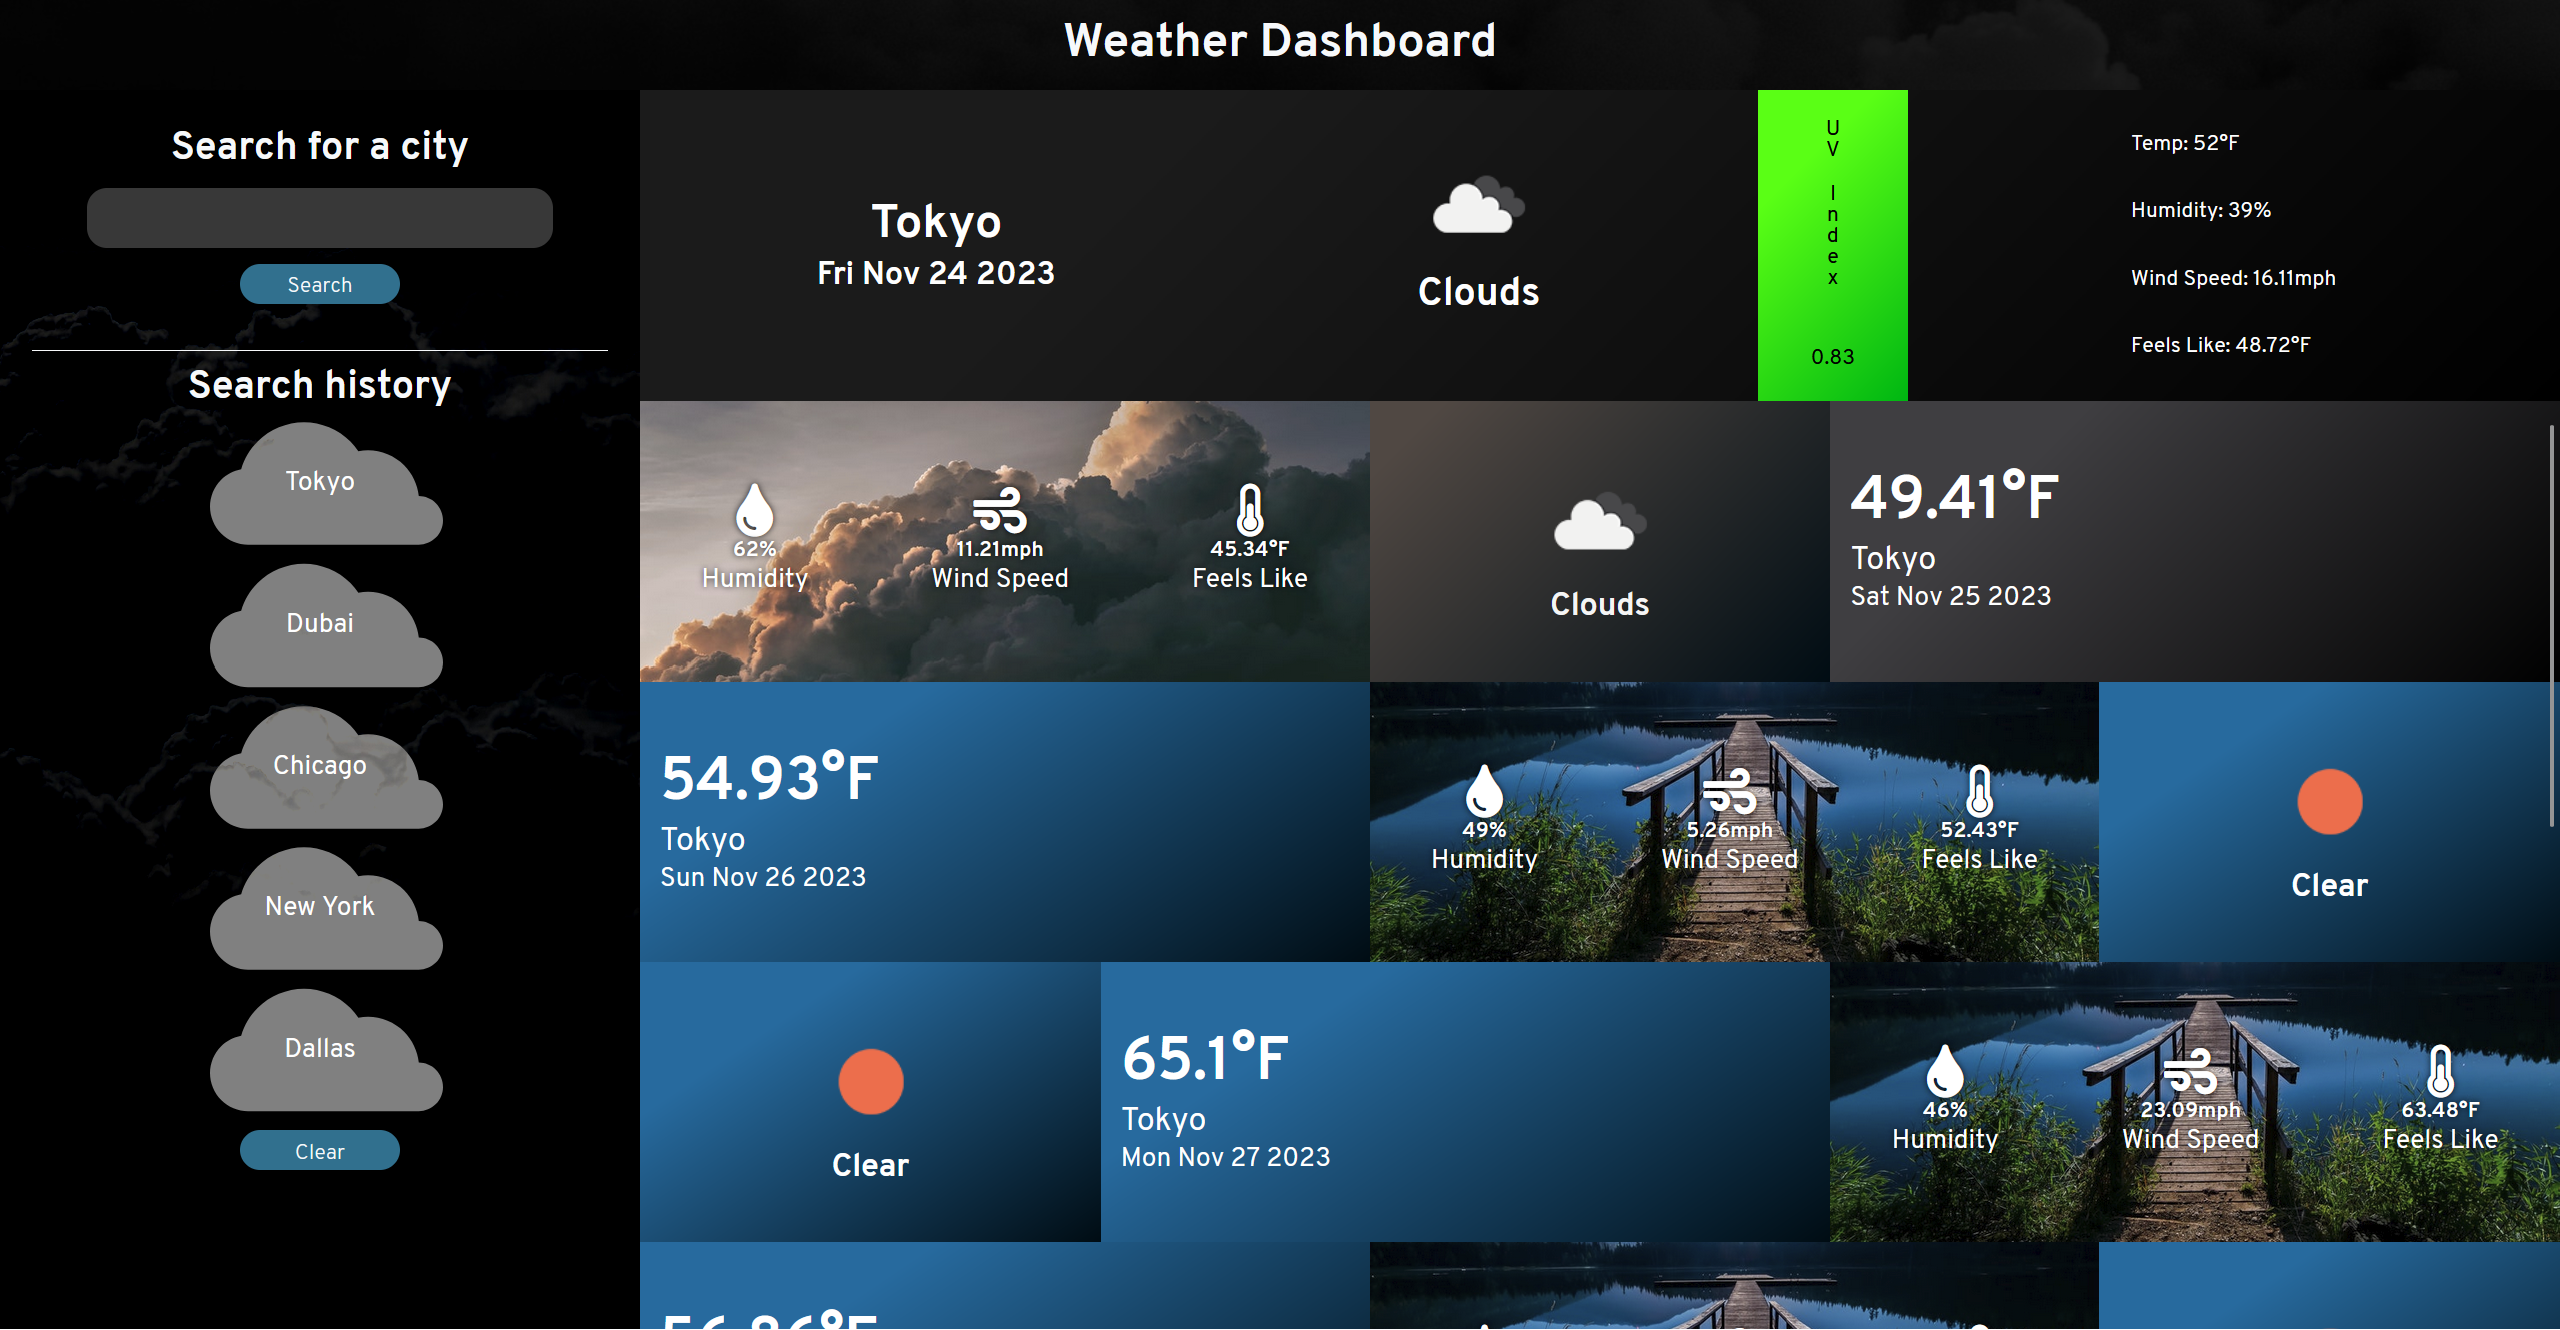 Weather Dashboard
Search for a city
Search
Search history
Tokyo
Dubai
Chicago
New York
Dallas
Clear
Tokyo
Fri Nov 24 2023
Clouds
UV Index
0.83
Temp: 52°F
Humidity: 39%
Wind Speed: 16.11mph
Feels Like: 48.72°F
62%
Humidity
11.21mph
Wind Speed
45.34°F
Feels Like
Clouds
49.41°F
Tokyo
Sat Nov 25 2023
54.93°F
Tokyo
Sun Nov 26 2023
49%
Humidity
5.26mph
Wind Speed
52.43°F
Feels Like
Clear
Clear
65.1°F
Tokyo
Mon Nov 27 2023
46%
Humidity
23.09mph
Wind Speed
63.48°F
Feels Like